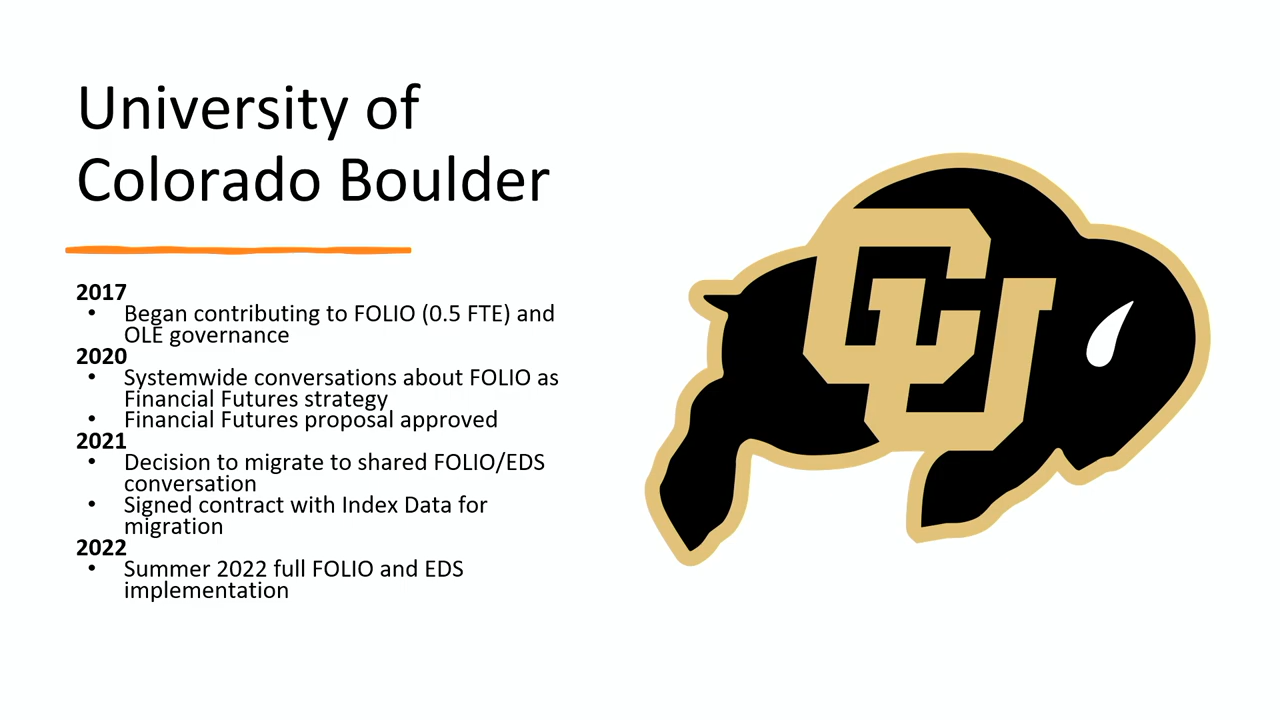 University of
Colorado Boulder
2017
• Began contributing to FOLIO (0.5 FTE) and
OLE governance
2020
• Systemwide conversations about FOLIO as
Financial Futures strategy
• Financial Futures proposal approved
2021
• Decision to migrate to shared FOLIO/EDS
conversation
• Signed contract with Index Data for
migration
2022
• Summer 2022 full FOLIO and EDS
implementation
CU